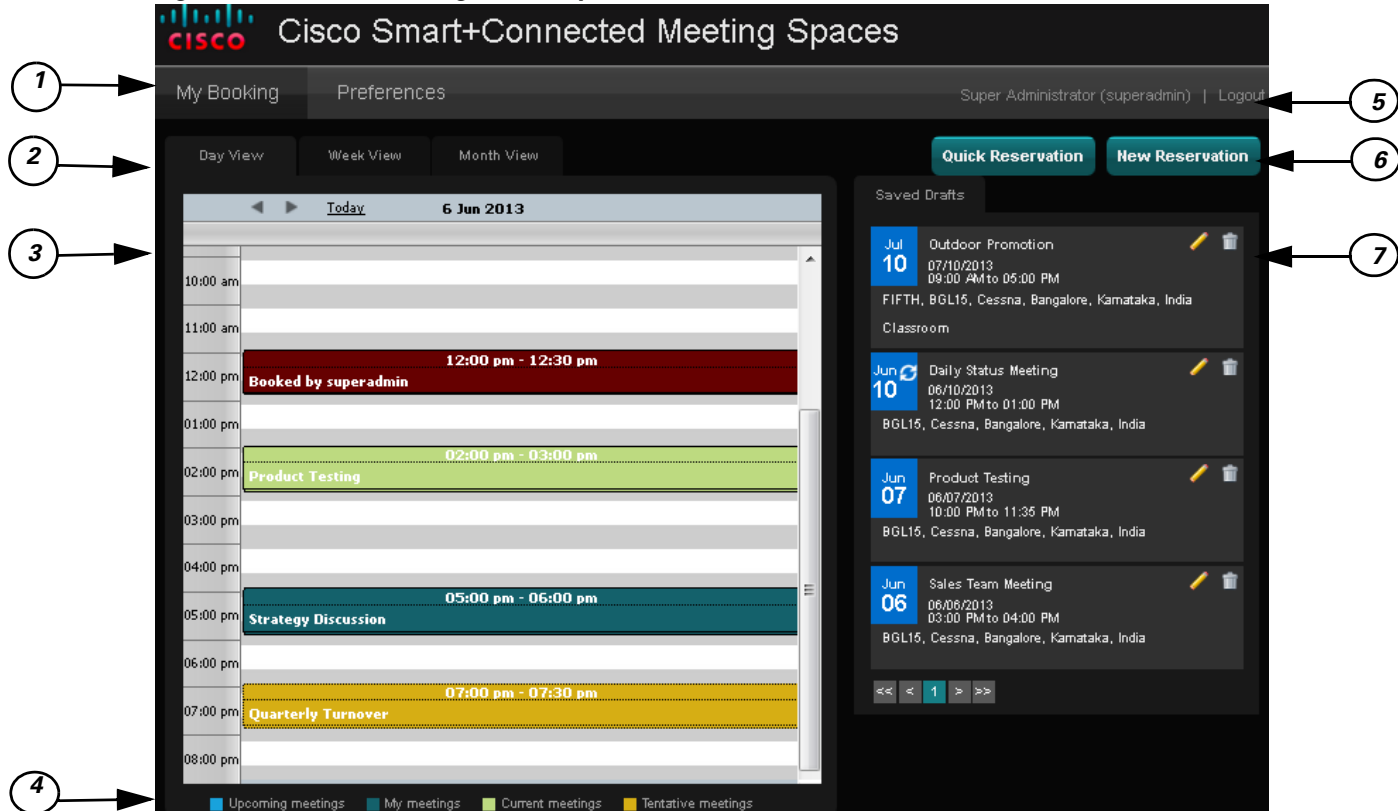 CISCO
Cisco Smart+Connected Meeting Spaces
1
My Booking
Preferences
Super Administrator (superadmin) | Logout
5
2
Day View
Week View
Month View
Quick Reservation
New Reservation
6
3
Today
6 Jun 2013
10:00 am
11:00 am
12:00 pm
12:00 pm - 12:30 pm
Booked by superadmin
01:00 pm
02:00 pm
02:00 pm - 03:00 pm
Product Testing
03:00 pm
04:00 pm
05:00 pm
05:00 pm - 06:00 pm
Strategy Discussion
06:00 pm
07:00 pm
07:00 pm - 07:30 pm
Quarterly Turnover
08:00 pm
4
Upcoming meetings
My meetings
Current meetings
Tentative meetings
Saved Drafts
7
Jul
10
Outdoor Promotion
07/10/2013
09:00 AM to 05:00 PM
FIFTH, BGL15, Cessna, Bangalore, Karnataka, India
Classroom
Jun
10
Daily Status Meeting
06/10/2013
12:00 PM to 01:00 PM
BGL15, Cessna, Bangalore, Karnataka, India
Jun
07
Product Testing
06/07/2013
10:00 PM to 11:35 PM
BGL15, Cessna, Bangalore, Karnataka, India
Jun
06
Sales Team Meeting
06/06/2013
03:00 PM to 04:00 PM
BGL15, Cessna, Bangalore, Karnataka, India
<< < 1 > >>